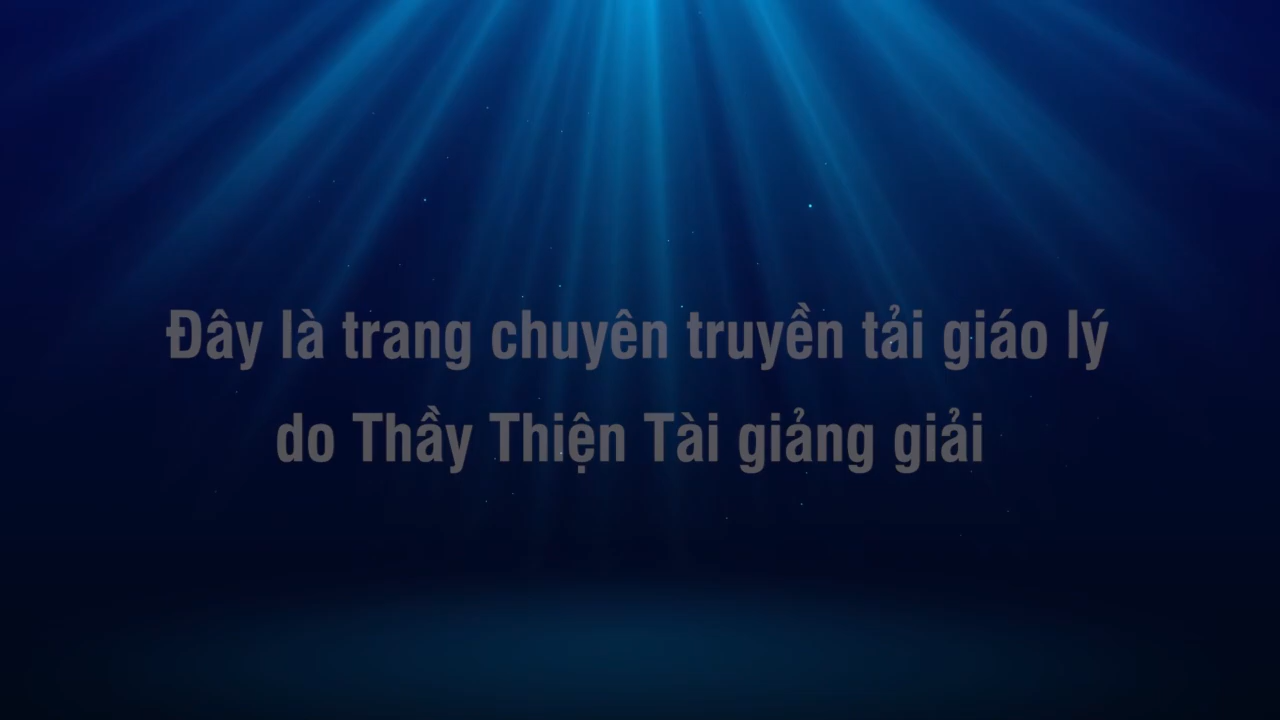 Đây là trang chuyên truyền tải giáo lý
do Thầy Thiện Tài giảng giải